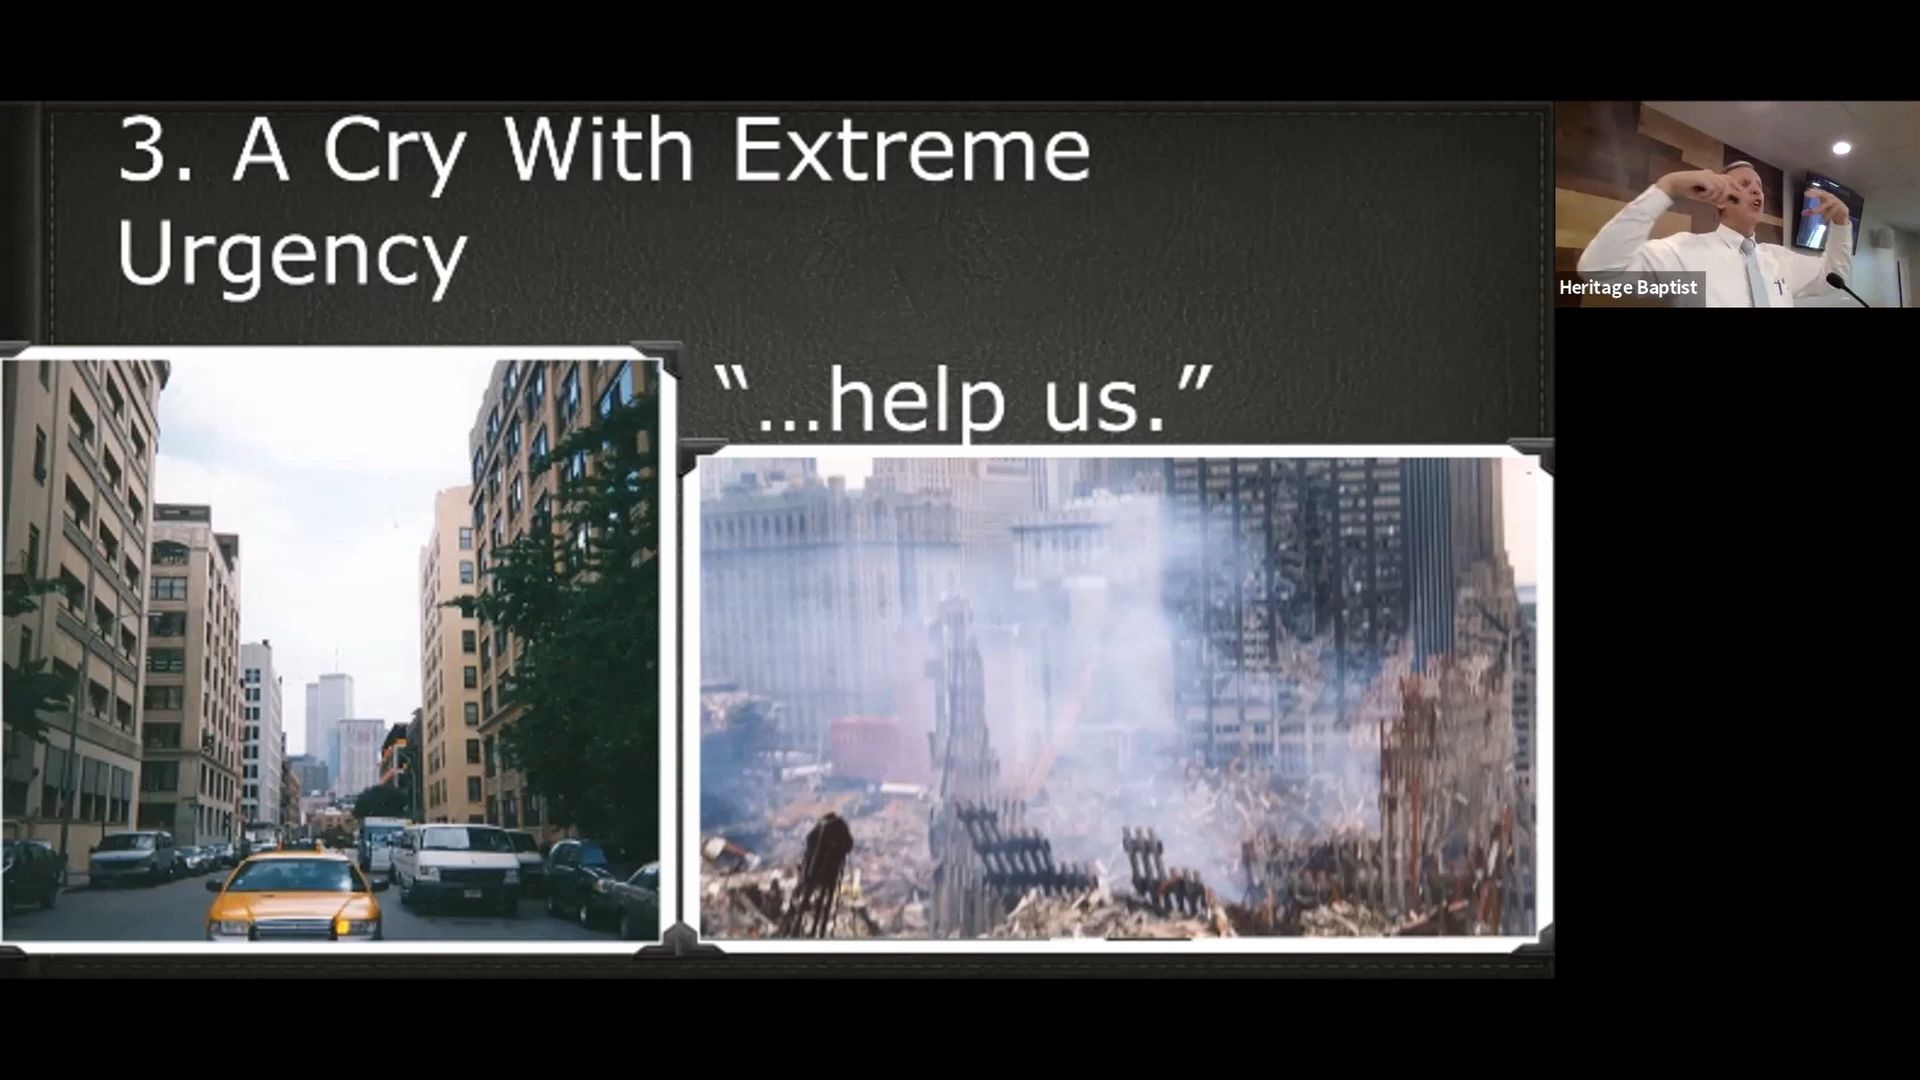 3. A Cry With Extreme
Urgency
“...help us.”
Heritage Baptist